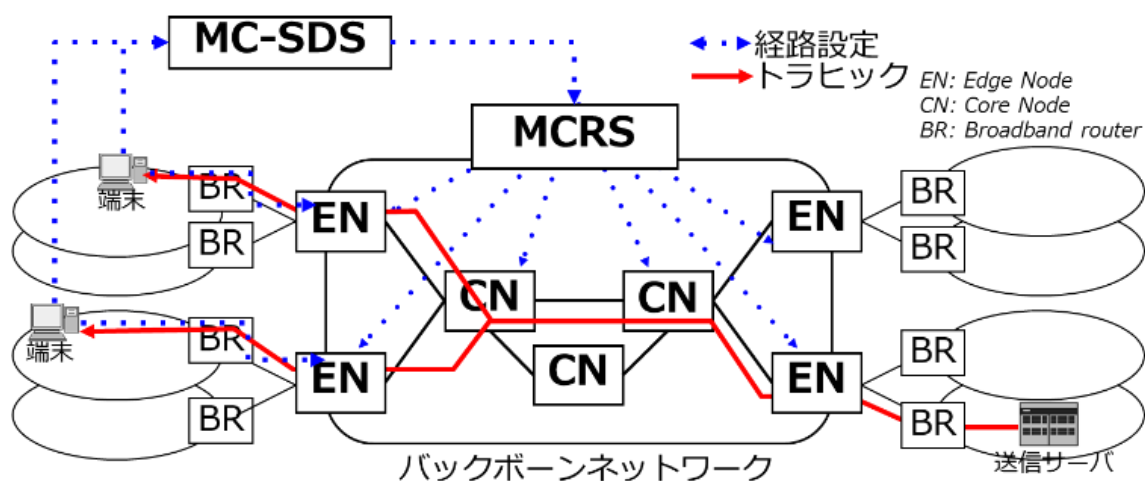 MC-SDS
経路設定
トラヒック
EN: Edge Node
CN: Core Node
BR: Broadband router
MCRS
端末
BR
BR
EN
EN
BR
BR
CN
CN
CN
端末
BR
BR
EN
EN
BR
BR
送信サーバ
バックボーンネットワーク